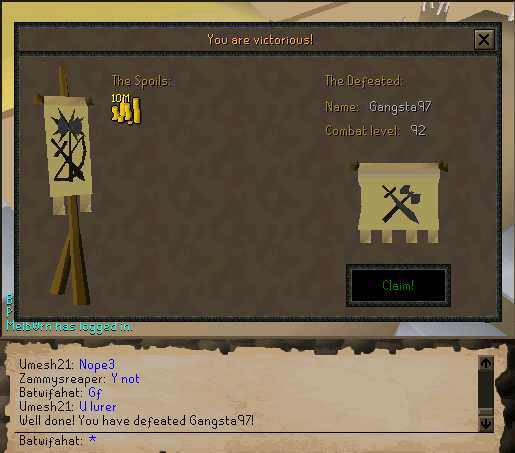 You are victorious!
The Spoils:
10M
The Defeated:
Name: Gangsta97
Combat level: 92
Claim!
B
P
Melb0rn has logged in.
Umesh21: Nope3
Zammysreaper: Y not
Batwifahat: Gf
Umesh21: U lurer
Well done! You have defeated Gangsta97!
Batwifahat: *